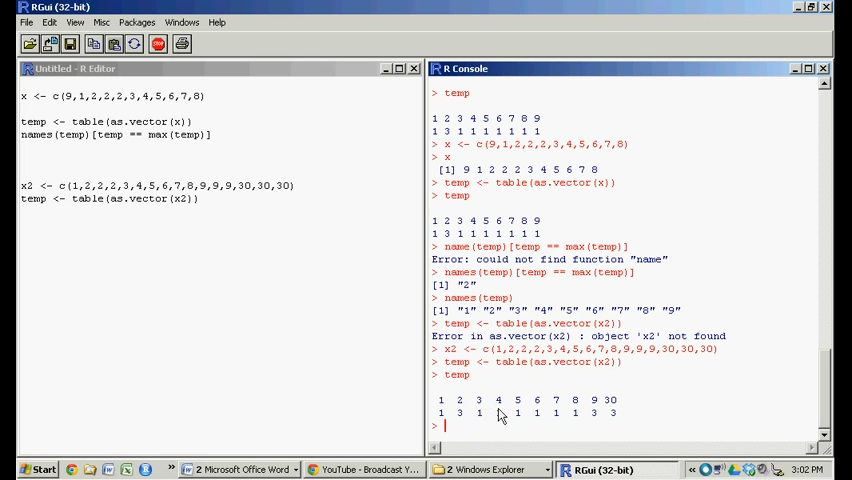 RGui (32-bit)
File Edit View Misc Packages Windows Help
STOP
Untitled - R Editor
x <- c(9,1,2,2,2,3,4,5,6,7,8)
temp <- table(as.vector(x))
names(temp)[temp == max(temp)]
x2 <- c(1,2,2,2,3,4,5,6,7,8,9,9,9,30,30,30)
temp <- table(as.vector(x2))
R Console
> temp
1 2 3 4 5 6 7 8 9
1 3 1 1 1 1 1 1 1
> x <- c(9,1,2,2,2,3,4,5,6,7,8)
> x
[1] 9 1 2 2 2 3 4 5 6 7 8
> temp <- table(as.vector(x))
> temp
1 2 3 4 5 6 7 8 9
1 3 1 1 1 1 1 1 1
> name(temp)[temp == max(temp)]
Error: could not find function "name"
> names(temp)[temp == max(temp)]
[1] "2"
> names(temp)
[1] "1" "2" "3" "4" "5" "6" "7" "8" "9"
> temp <- table(as.vector(x2))
Error in as.vector(x2) : object 'x2' not found
> x2 <- c(1,2,2,2,3,4,5,6,7,8,9,9,9,30,30,30)
> temp <- table(as.vector(x2))
> temp
1 2 3 4 5 6 7 8 9 30
1 3 1 1 1 1 1 3 3
>
Start 2 Microsoft Office Word YouTube - Broadcast Y... 2 Windows Explorer RGui (32-bit) 3:02 PM